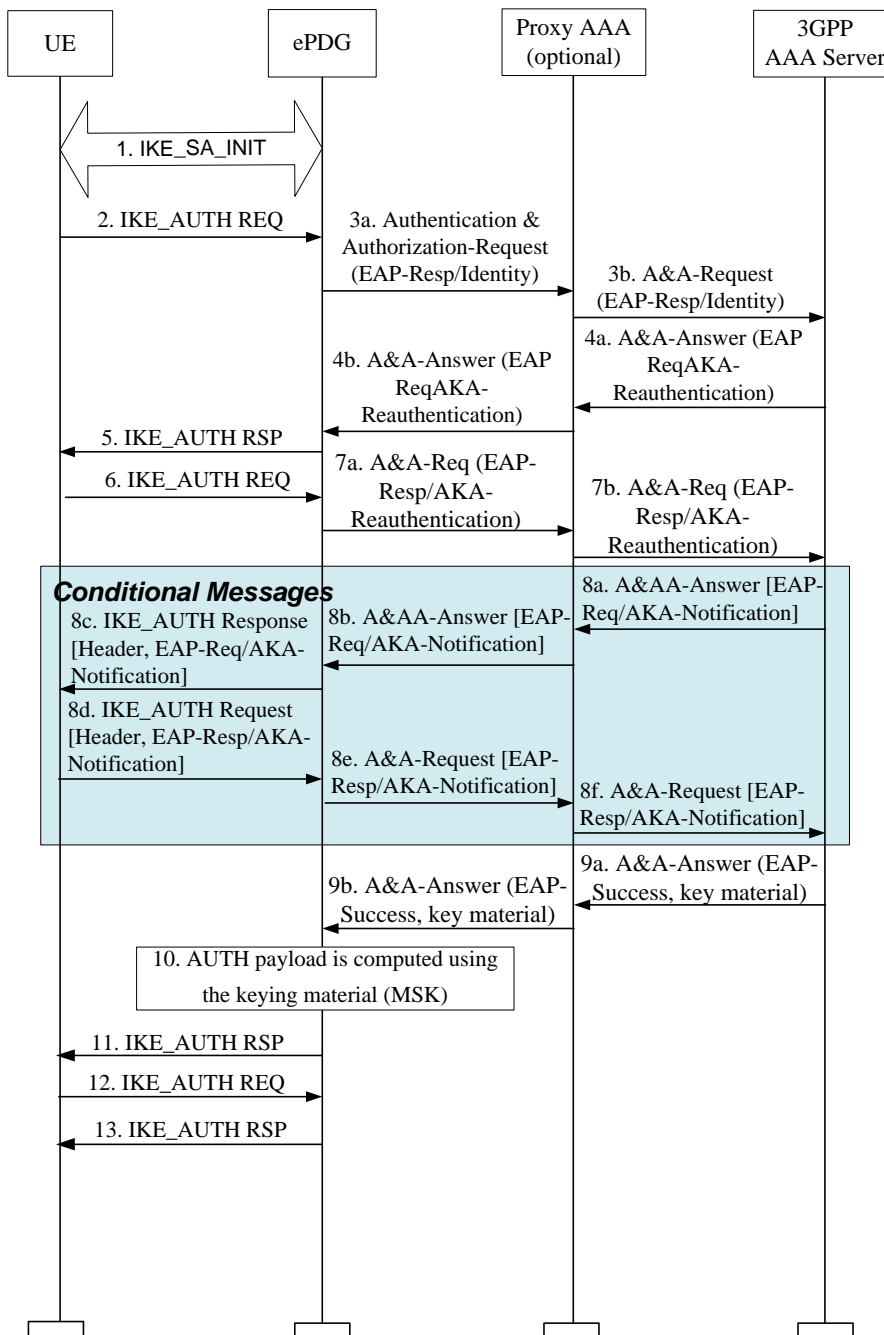 UE
ePDG
Proxy AAA
(optional)
3GPP
AAA Server
1. IKE_SA_INIT
2. IKE_AUTH REQ
3a. Authentication &
Authorization-Request
(EAP-Resp/Identity)
3b. A&A-Request
(EAP-Resp/Identity)
4a. A&A-Answer (EAP
ReqAKA-
Reauthentication)
4b. A&A-Answer (EAP
ReqAKA-
Reauthentication)
5. IKE_AUTH RSP
6. IKE_AUTH REQ
7a. A&A-Req (EAP-
Resp/AKA-
Reauthentication)
7b. A&A-Req (EAP-
Resp/AKA-
Reauthentication)
Conditional Messages
8a. A&AA-Answer [EAP-
Req/AKA-Notification]
8b. A&AA-Answer [EAP-
Req/AKA-Notification]
8c. IKE_AUTH Response
[Header, EAP-Req/AKA-
Notification]
8d. IKE_AUTH Request
[Header, EAP-Resp/AKA-
Notification]
8e. A&A-Request [EAP-
Resp/AKA-Notification]
8f. A&A-Request [EAP-
Resp/AKA-Notification]
9a. A&A-Answer (EAP-
Success, key material)
9b. A&A-Answer (EAP-
Success, key material)
10. AUTH payload is computed using
the keying material (MSK)
11. IKE_AUTH RSP
12. IKE_AUTH REQ
13. IKE_AUTH RSP